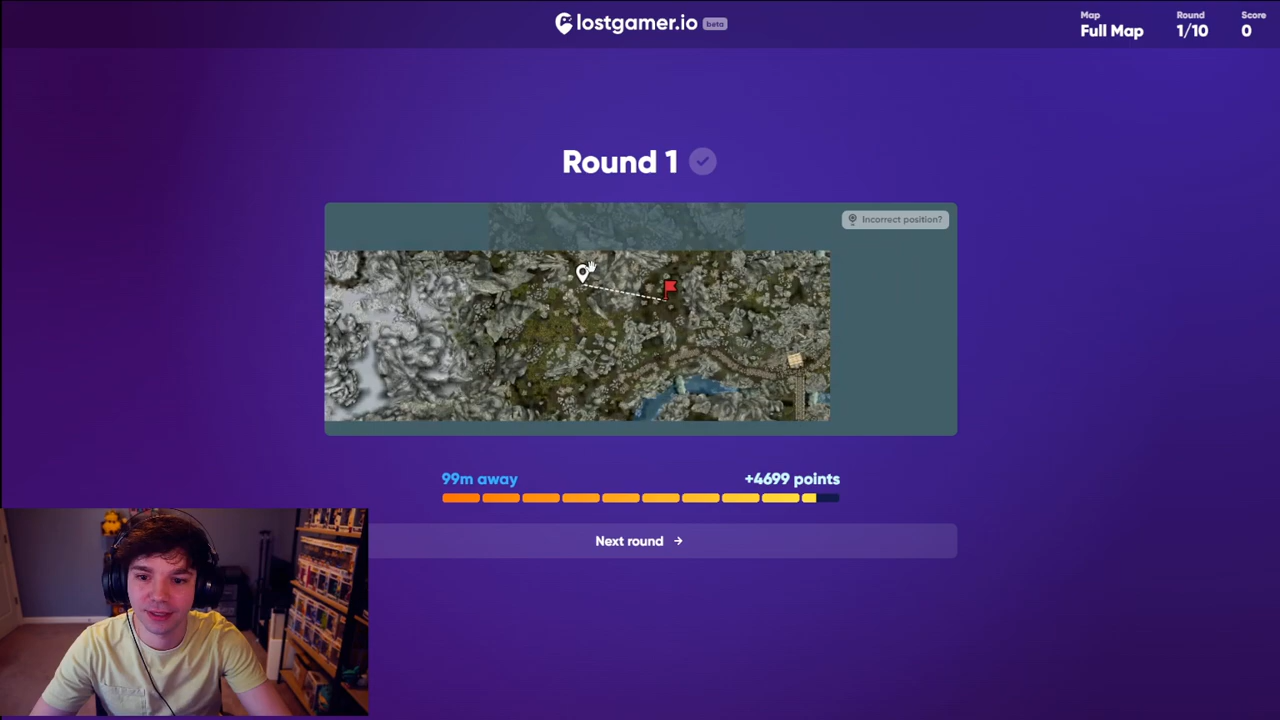 lostgamer.io beta
Map
Full Map
Round
1/10
Score
0
Round 1
Incorrect position?
99m away
+4699 points
Next round →